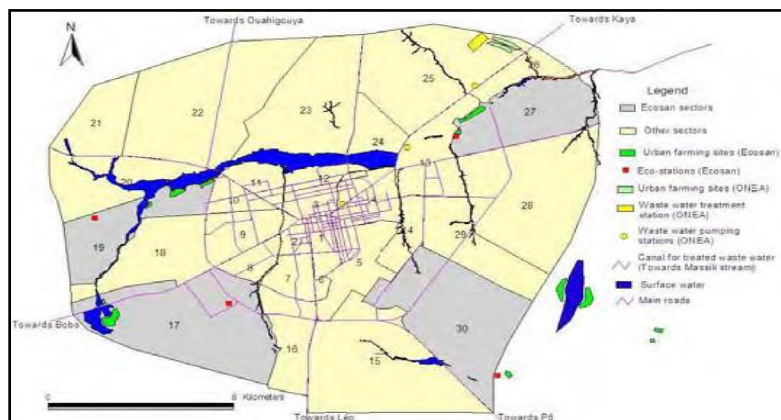 Towards Ouahigouya
Towards Kaya
N
26
25
22
23
21
27
24
20
13
12
11
10
3
4
28
19
9
2
1
14
29
18
8
5
7
6
17
30
16
15
Towards Bobo
0
8
Kilometers
Towards Léo
Towards Pô
Legend
Ecosan sectors
Other sectors
Urban farming sites (Ecosan)
Eco-stations (Ecosan)
Urban farming sites (ONEA)
Waste water treatment
station (ONEA)
Waste water pumping
stations (ONEA)
Canal for treated waste water
(Towards Massili stream)
Surface water
Main roads